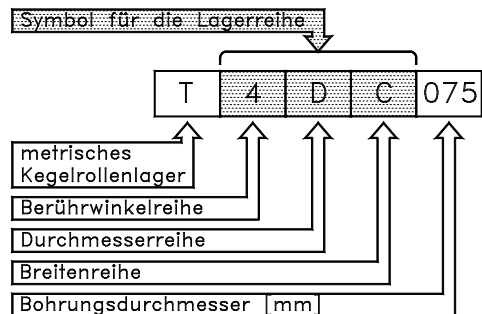 Symbol für die Lagerreihe
T 4 D C 075
metrisches
Kegelrollenlager
Berührwinkelreihe
Durchmesserreihe
Breitenreihe
Bohrungsdurchmesser mm